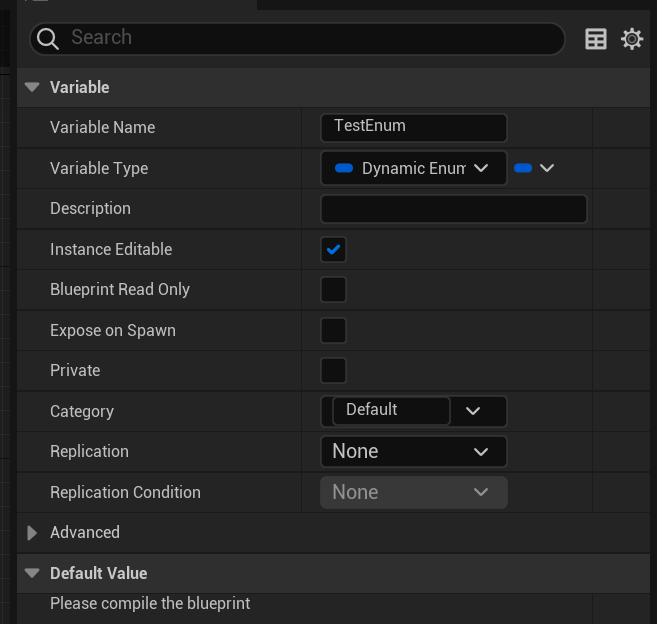 Search
Variable
Variable Name TestEnum
Variable Type Dynamic Enum
Description
Instance Editable
Blueprint Read Only
Expose on Spawn
Private
Category Default
Replication None
Replication Condition None
Advanced
Default Value
Please compile the blueprint